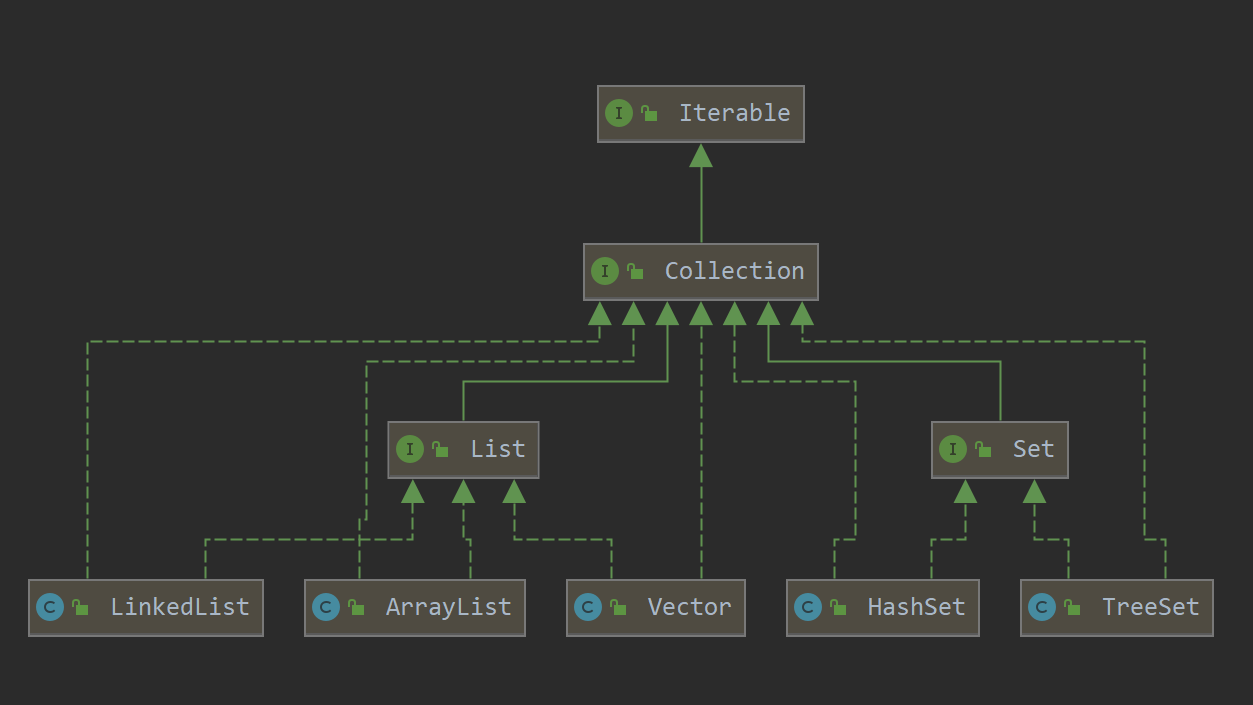 I Iterable
I Collection
I List
I Set
C LinkedList
C ArrayList
C Vector
C HashSet
C TreeSet